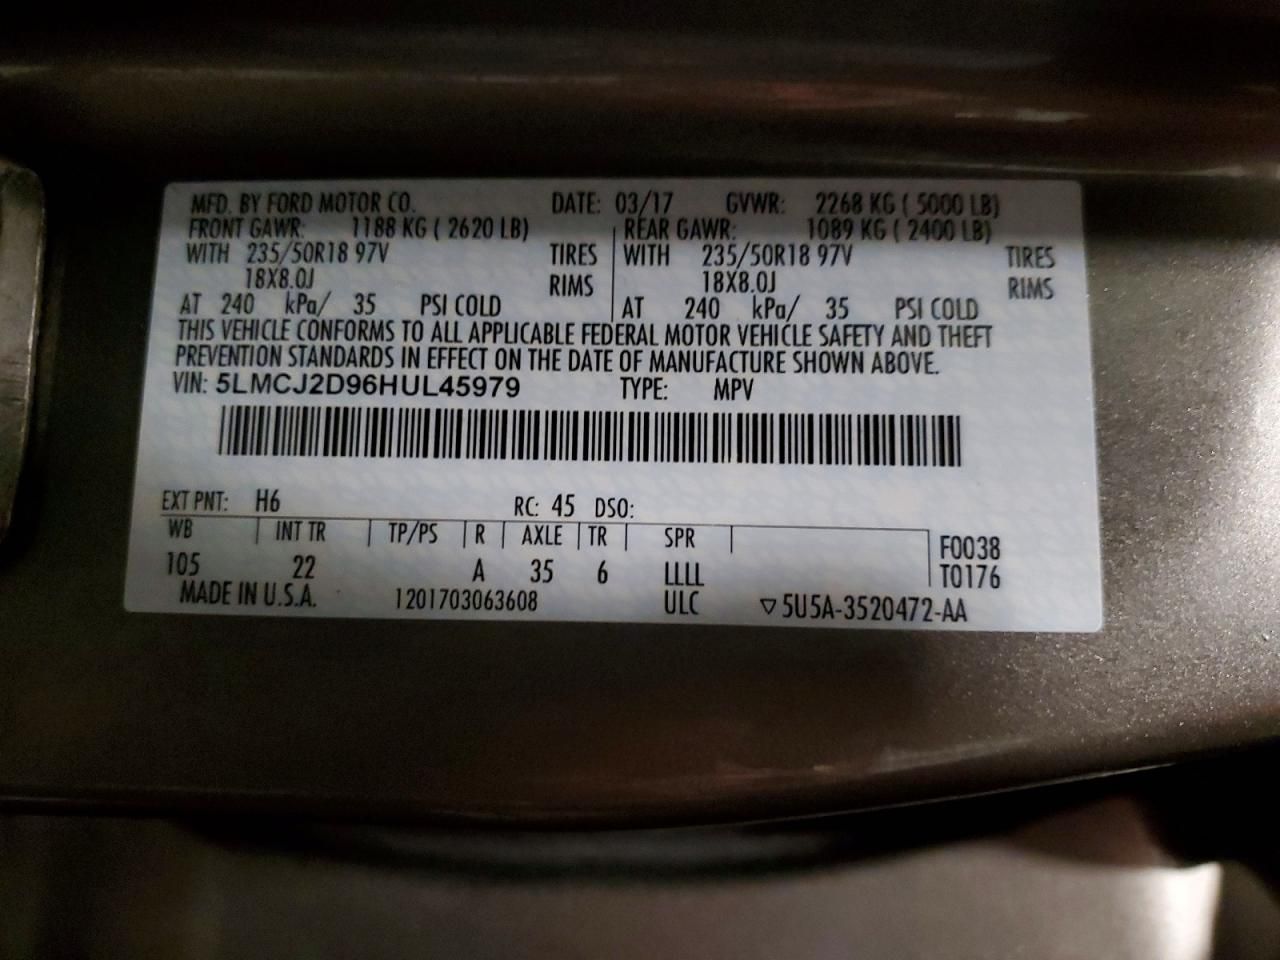 MFD. BY FORD MOTOR CO. DATE: 03/17 GVWR: 2268 KG ( 5000 LB)
FRONT GAWR: 1188 KG ( 2620 LB) REAR GAWR: 1089 KG ( 2400 LB)
WITH 235/50R18 97V TIRES WITH 235/50R18 97V TIRES
18X8.0J RIMS 18X8.0J RIMS
AT 240 kPa/ 35 PSI COLD AT 240 kPa/ 35 PSI COLD
THIS VEHICLE CONFORMS TO ALL APPLICABLE FEDERAL MOTOR VEHICLE SAFETY AND THEFT
PREVENTION STANDARDS IN EFFECT ON THE DATE OF MANUFACTURE SHOWN ABOVE.
VIN: 5LMCJ2D96HUL45979 TYPE: MPV
EXT PNT: H6 RC: 45 DSO:
WB INT TR TP/PS R AXLE TR SPR F0038
105 22 A 35 6 LLLL T0176
MADE IN U.S.A. 1201703063608 ULC ▽5U5A-3520472-AA